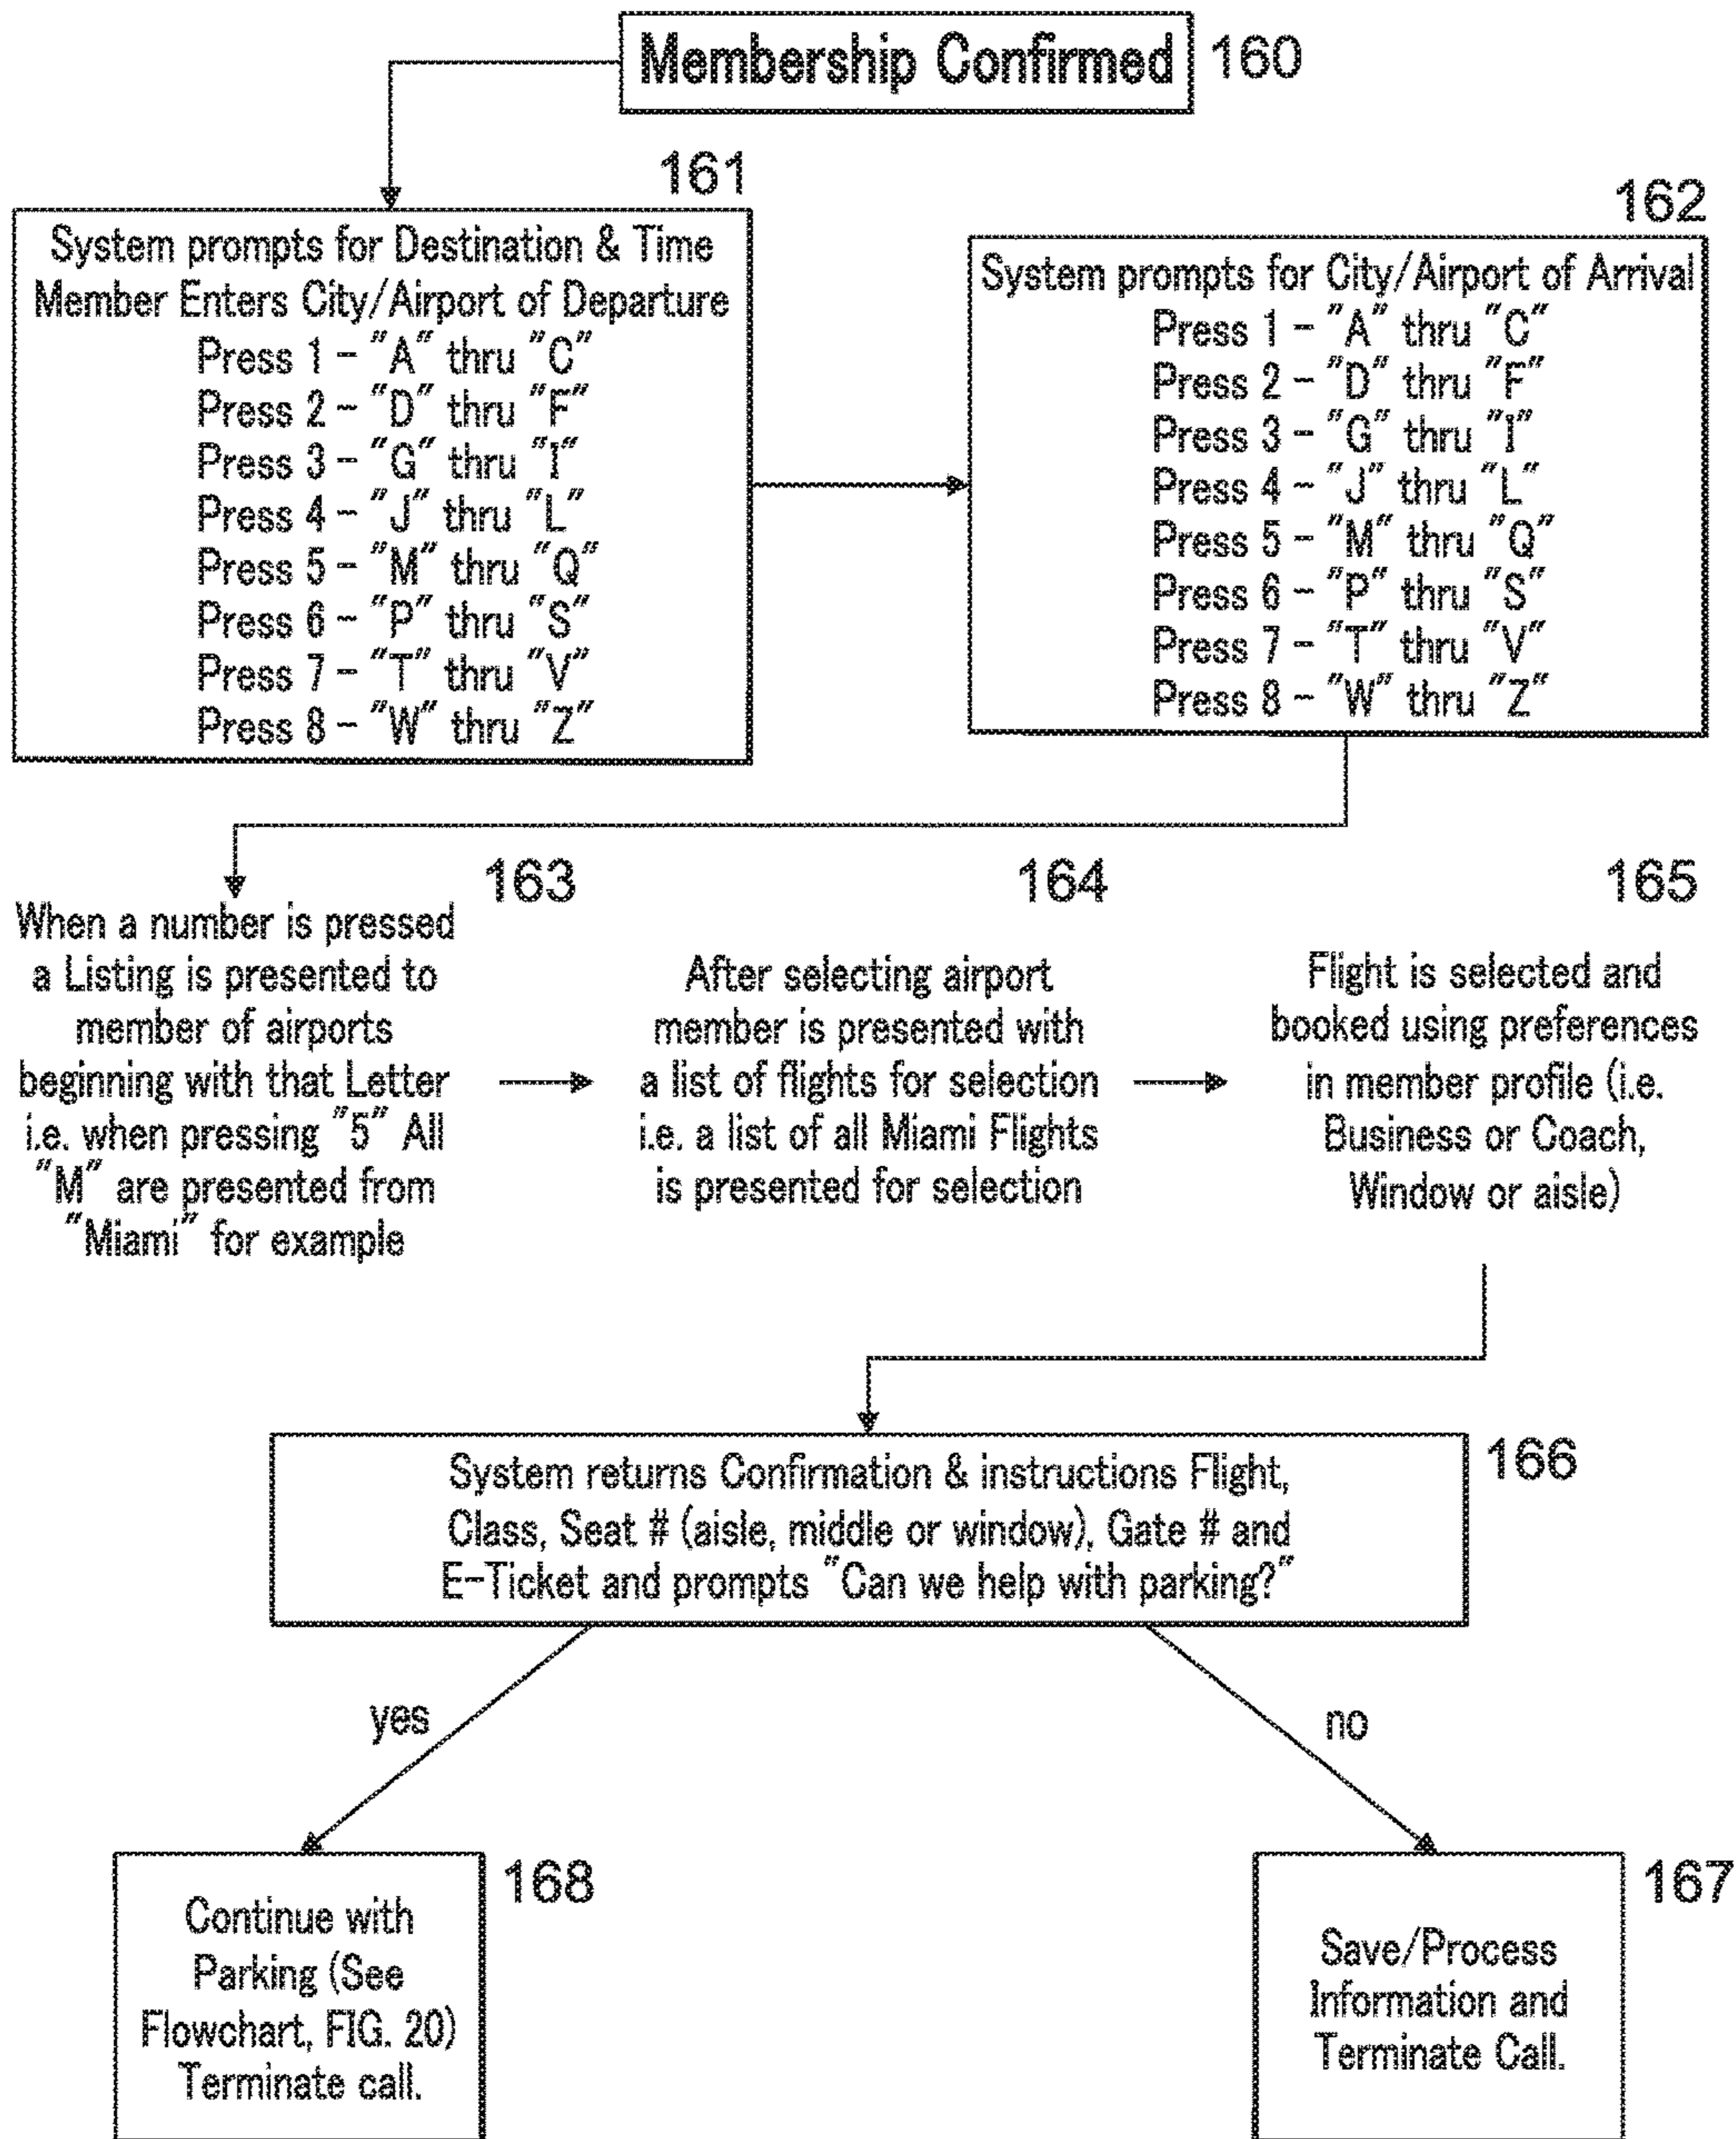 Membership Confirmed 160
161
System prompts for Destination & Time
Member Enters City/Airport of Departure
Press 1 - "A" thru "C"
Press 2 - "D" thru "F"
Press 3 - "G" thru "I"
Press 4 - "J" thru "L"
Press 5 - "M" thru "Q"
Press 6 - "P" thru "S"
Press 7 - "T" thru "V"
Press 8 - "W" thru "Z"
162
System prompts for City/Airport of Arrival
Press 1 - "A" thru "C"
Press 2 - "D" thru "F"
Press 3 - "G" thru "I"
Press 4 - "J" thru "L"
Press 5 - "M" thru "Q"
Press 6 - "P" thru "S"
Press 7 - "T" thru "V"
Press 8 - "W" thru "Z"
163
When a number is pressed
a Listing is presented to
member of airports
beginning with that Letter
i.e. when pressing "5" All
"M" are presented from
"Miami" for example
164
After selecting airport
member is presented with
a list of flights for selection
i.e. a list of all Miami Flights
is presented for selection
165
Flight is selected and
booked using preferences
in member profile (i.e.
Business or Coach,
Window or aisle)
166
System returns Confirmation & instructions Flight,
Class, Seat # (aisle, middle or window), Gate # and
E-Ticket and prompts "Can we help with parking?"
yes
no
168
Continue with
Parking (See
Flowchart, FIG. 20)
Terminate call.
167
Save/Process
Information and
Terminate Call.